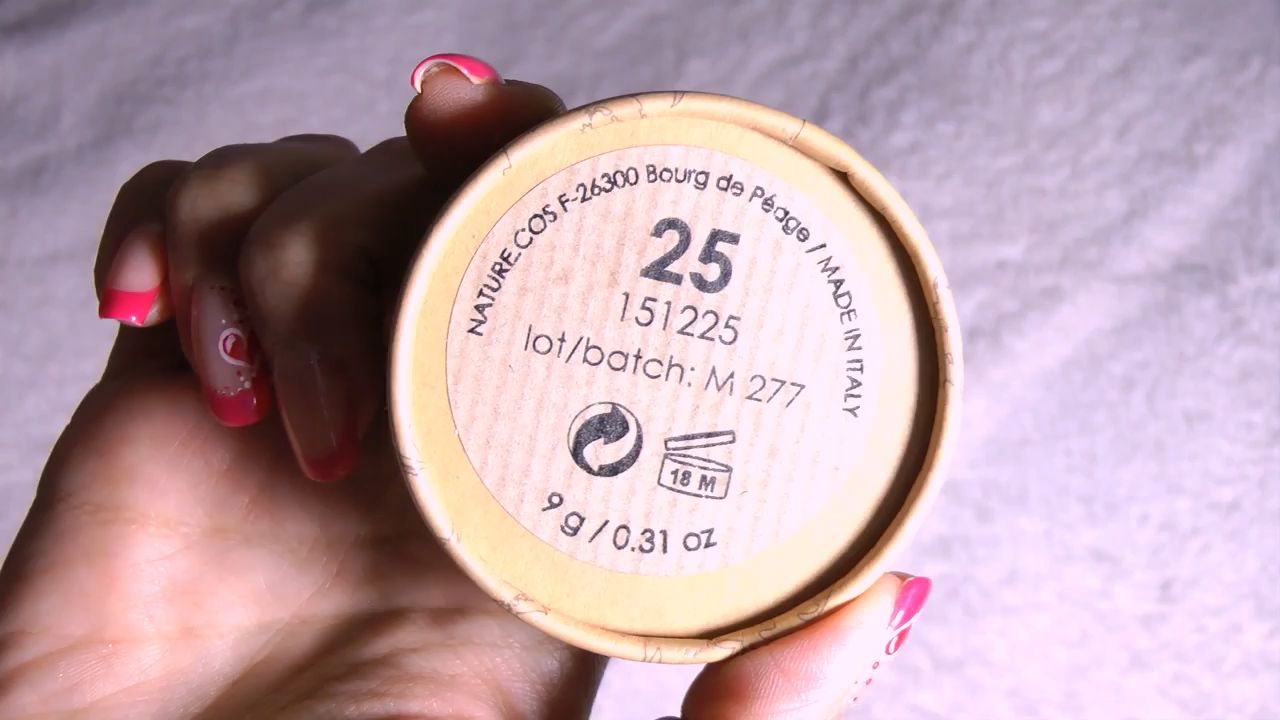 NATURE.COS F-26300 Bourg de Péage / MADE IN ITALY
25
151225
lot/batch: M 277
18 M
9 g / 0.31 oz